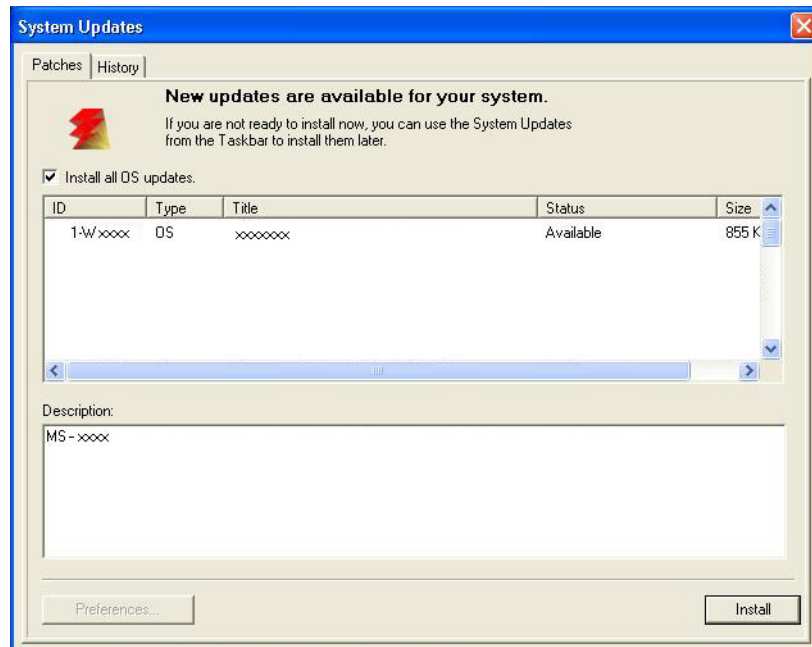 System Updates
Patches
History
New updates are available for your system.
If you are not ready to install now, you can use the System Updates
from the Taskbar to install them later.
Install all OS updates.
ID Type Title Status Size
1-W xxxx OS xxxxxxx Available 855 K
Description:
MS - xxxx
Preferences...
Install